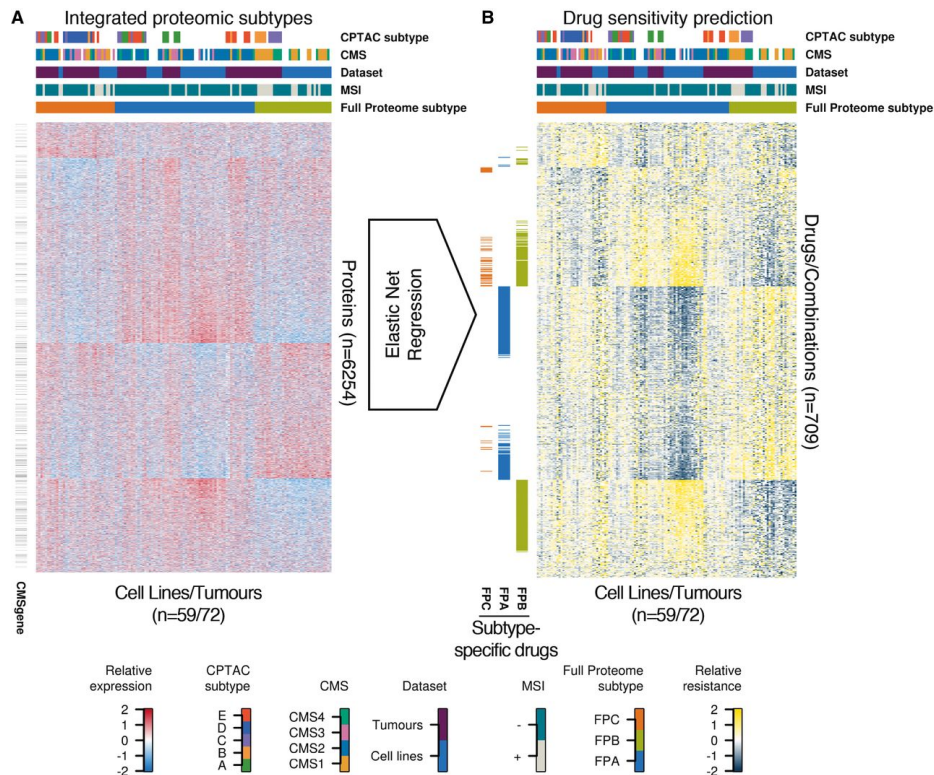 A
Integrated proteomic subtypes
CPTAC subtype
CMS
Dataset
MSI
Full Proteome subtype
Proteins (n=6254)
CMSgene
Cell Lines/Tumours
(n=59/72)
Elastic Net
Regression
B
Drug sensitivity prediction
CPTAC subtype
CMS
Dataset
MSI
Full Proteome subtype
Drugs/Combinations (n=709)
FPC
FPA
FPB
Subtype-
specific drugs
Cell Lines/Tumours
(n=59/72)
Relative
expression
2
1
0
-1
-2
CPTAC
subtype
E
D
C
B
A
CMS
CMS4
CMS3
CMS2
CMS1
Dataset
Tumours
Cell lines
MSI
-
+
Full Proteome
subtype
FPC
FPB
FPA
Relative
resistance
2
1
0
-1
-2